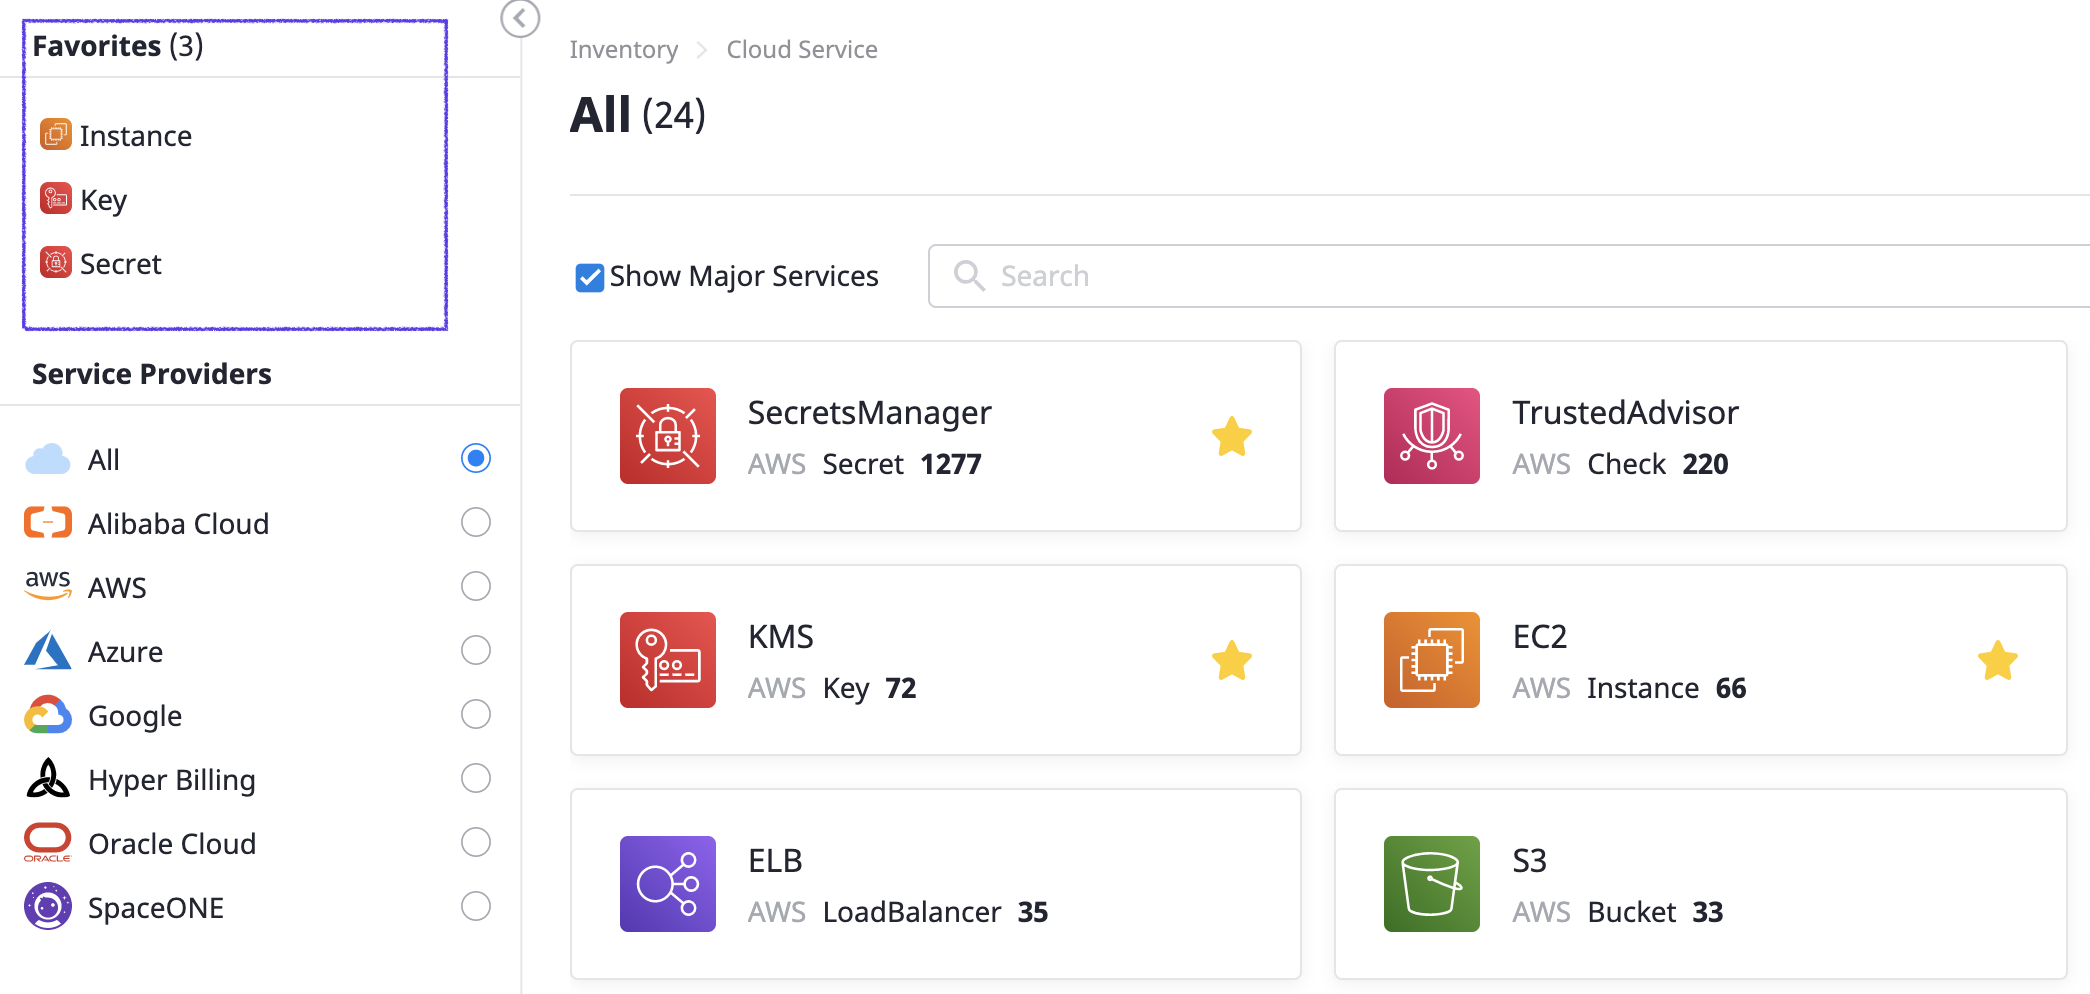 Favorites (3)
Instance
Key
Secret
Service Providers
All
Alibaba Cloud
aws AWS
Azure
Google
Hyper Billing
ORACLE Oracle Cloud
SpaceONE
Inventory Cloud Service
All (24)
Show Major Services
Search
SecretsManager
AWS Secret 1277
TrustedAdvisor
AWS Check 220
KMS
AWS Key 72
EC2
AWS Instance 66
ELB
AWS LoadBalancer 35
S3
AWS Bucket 33